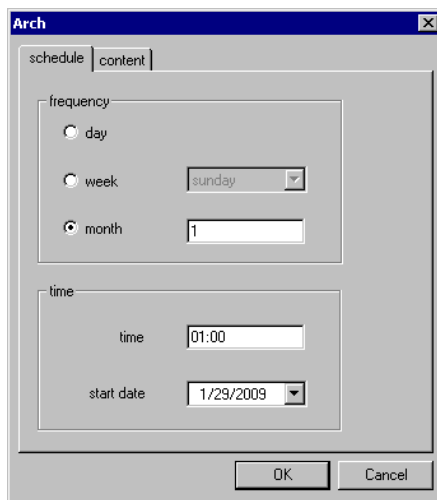 Arch
schedule content
frequency
day
week sunday
month 1
time
time 01:00
start date 1/29/2009
OK Cancel